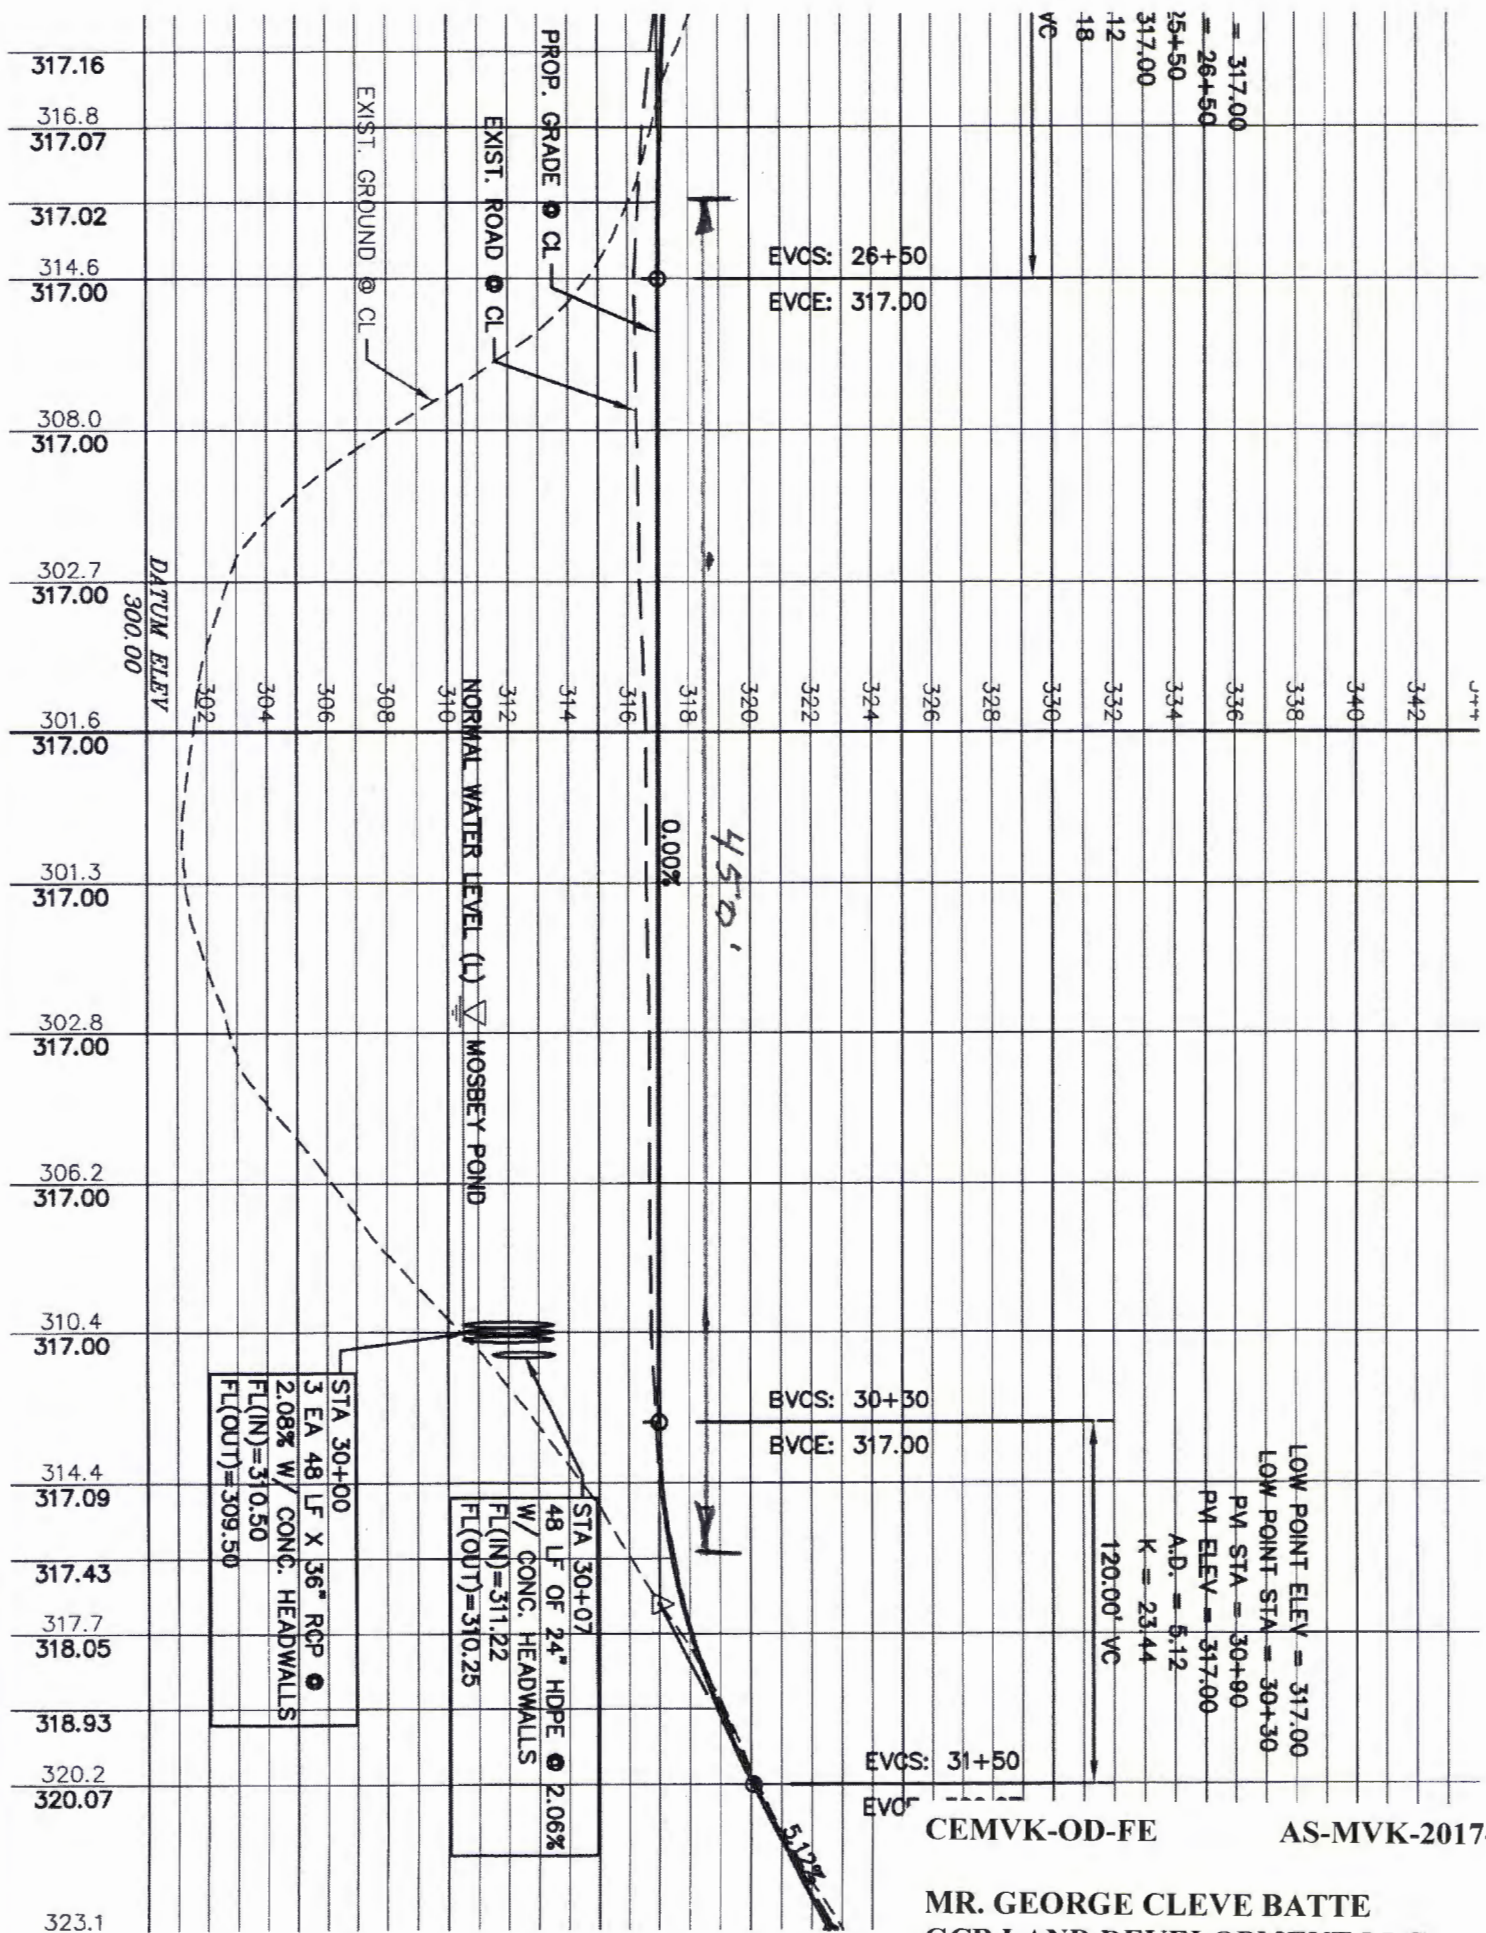 = 317.00
= 26+50
25+50
317.00
.12
18
VC
317.16
316.8
317.07
317.02
314.6
317.00
308.0
317.00
302.7
317.00
301.6
317.00
301.3
317.00
302.8
317.00
306.2
317.00
310.4
317.00
314.4
317.09
317.43
317.7
318.05
318.93
320.2
320.07
323.1
PROP. GRADE @ CL
EXIST. ROAD @ CL
EXIST. GROUND @ CL
EVCS: 26+50
EVCE: 317.00
DATUM ELEV
300.00
302
304
306
308
310
312
314
316
318
320
322
324
326
328
330
332
334
336
338
340
342
344
NORMAL WATER LEVEL (L) MOSBEY POND
0.00%
450'
BVCS: 30+30
BVCE: 317.00
LOW POINT ELEV = 317.00
LOW POINT STA = 30+30
PVI STA = 30+90
PVI ELEV = 317.00
A.D. = 5.12
K = 23.44
120.00' VC
STA 30+00
3 EA 48 LF X 36" RCP @
2.08% W/ CONC. HEADWALLS
FL(IN)=310.50
FL(OUT)=309.50
STA 30+07
48 LF OF 24" HDPE @ 2.06%
W/ CONC. HEADWALLS
FL(IN)=311.22
FL(OUT)=310.25
EVCS: 31+50
5.12%
CEMVK-OD-FE AS-MVK-2017-
MR. GEORGE CLEVE BATTE